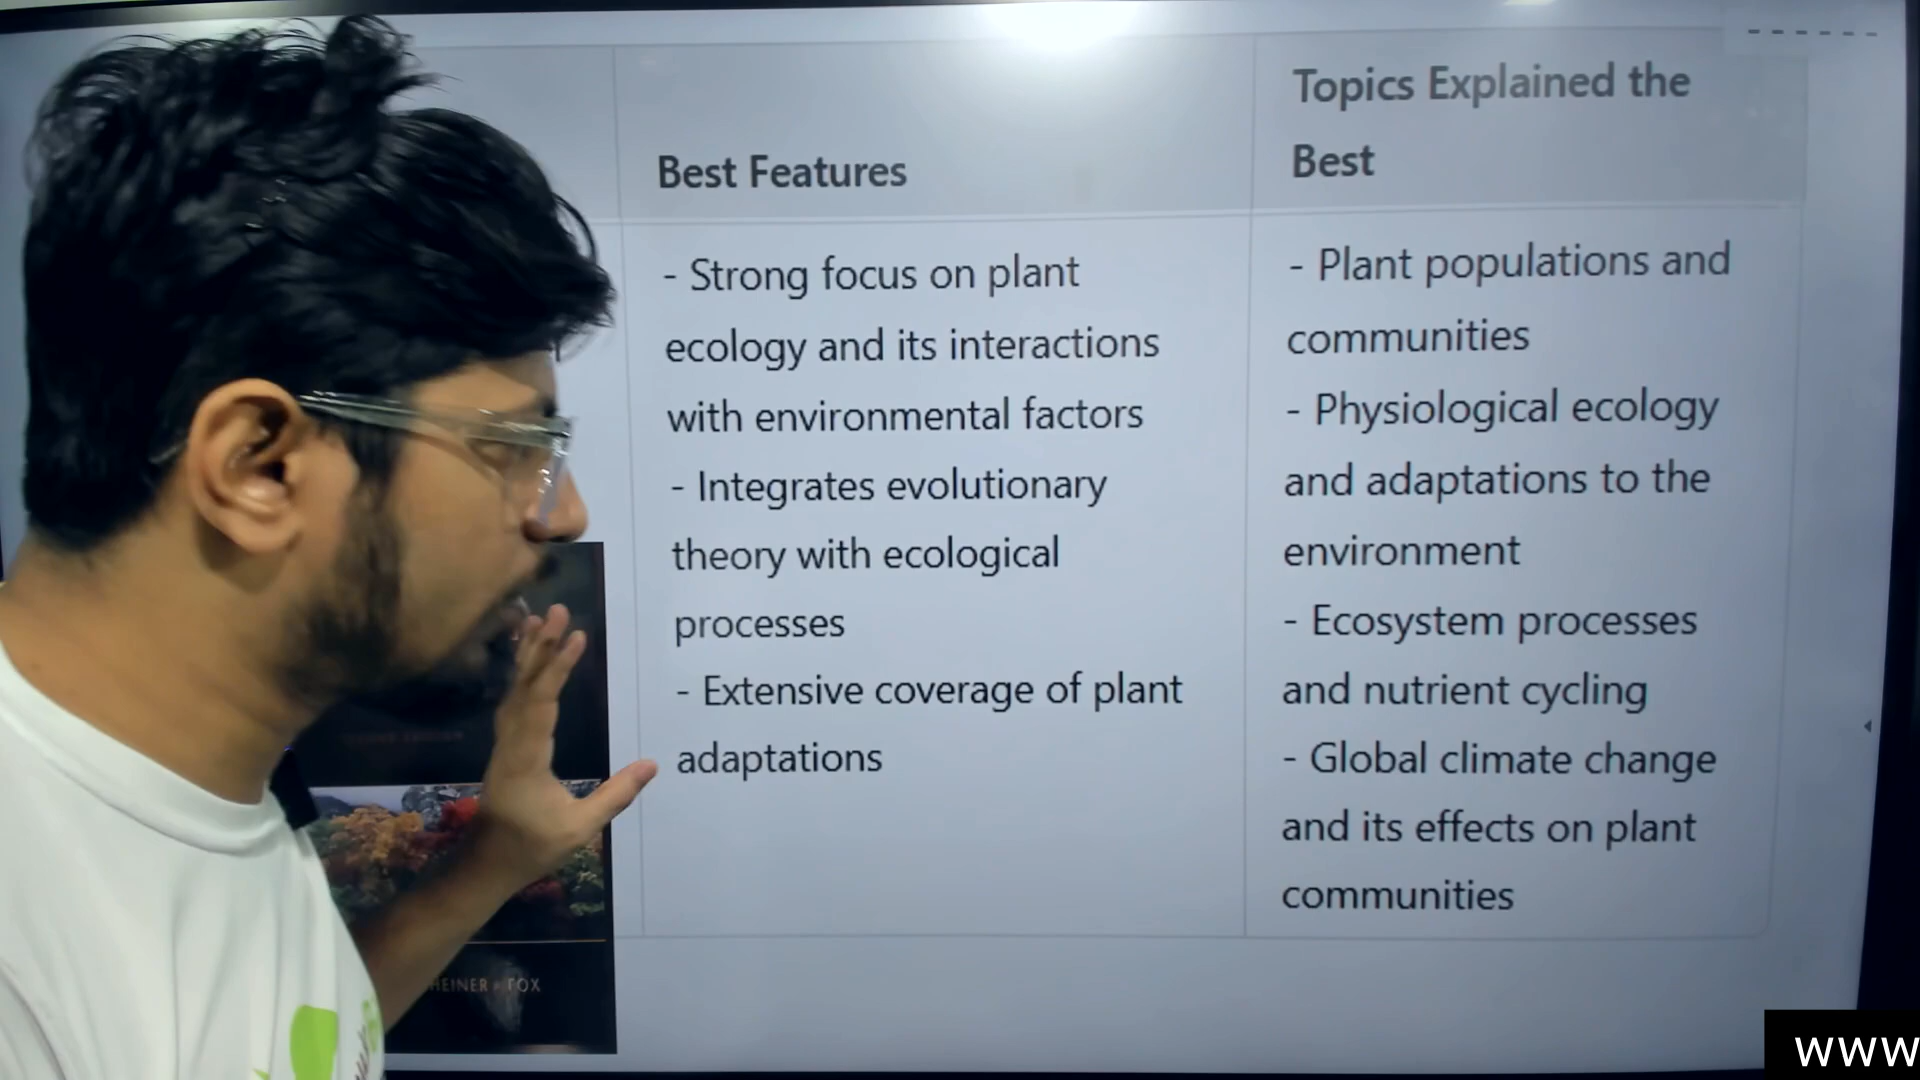 Best Features
Topics Explained the
Best
- Strong focus on plant
ecology and its interactions
with environmental factors
- Integrates evolutionary
theory with ecological
processes
- Extensive coverage of plant
adaptations
- Plant populations and
communities
- Physiological ecology
and adaptations to the
environment
- Ecosystem processes
and nutrient cycling
- Global climate change
and its effects on plant
communities
HEINER • FOX
www